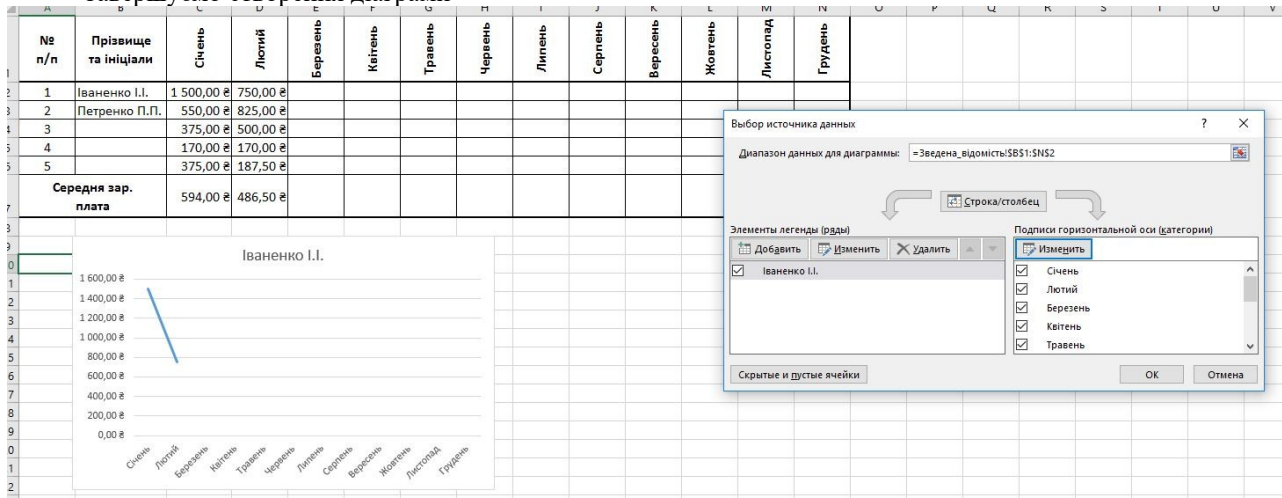 Завершуємо створення діаграми
A B C D E F G H I J K L M N O P Q R S T U V
№ п/п Прізвище та ініціали Січень Лютий Березень Квітень Травень Червень Липень Серпень Вересень Жовтень Листопад Грудень
1 Іваненко І.І. 1 500,00 ₴ 750,00 ₴
2 Петренко П.П. 550,00 ₴ 825,00 ₴
3 375,00 ₴ 500,00 ₴
4 170,00 ₴ 170,00 ₴
5 375,00 ₴ 187,50 ₴
Середня зар. плата 594,00 ₴ 486,50 ₴
Іваненко І.І.
1 600,00 ₴
1 400,00 ₴
1 200,00 ₴
1 000,00 ₴
800,00 ₴
600,00 ₴
400,00 ₴
200,00 ₴
0,00 ₴
Січень Лютий Березень Квітень Травень Червень Липень Серпень Вересень Жовтень Листопад Грудень
Выбор источника данных ? ×
Диапазон данных для диаграммы: =Зведена_відомість!$B$1:$N$2
Строка/столбец
Элементы легенды (ряды)
Добавить Изменить Удалить
Іваненко І.І.
Подписи горизонтальной оси (категории)
Изменить
Січень
Лютий
Березень
Квітень
Травень
Скрытые и пустые ячейки
ОК Отмена